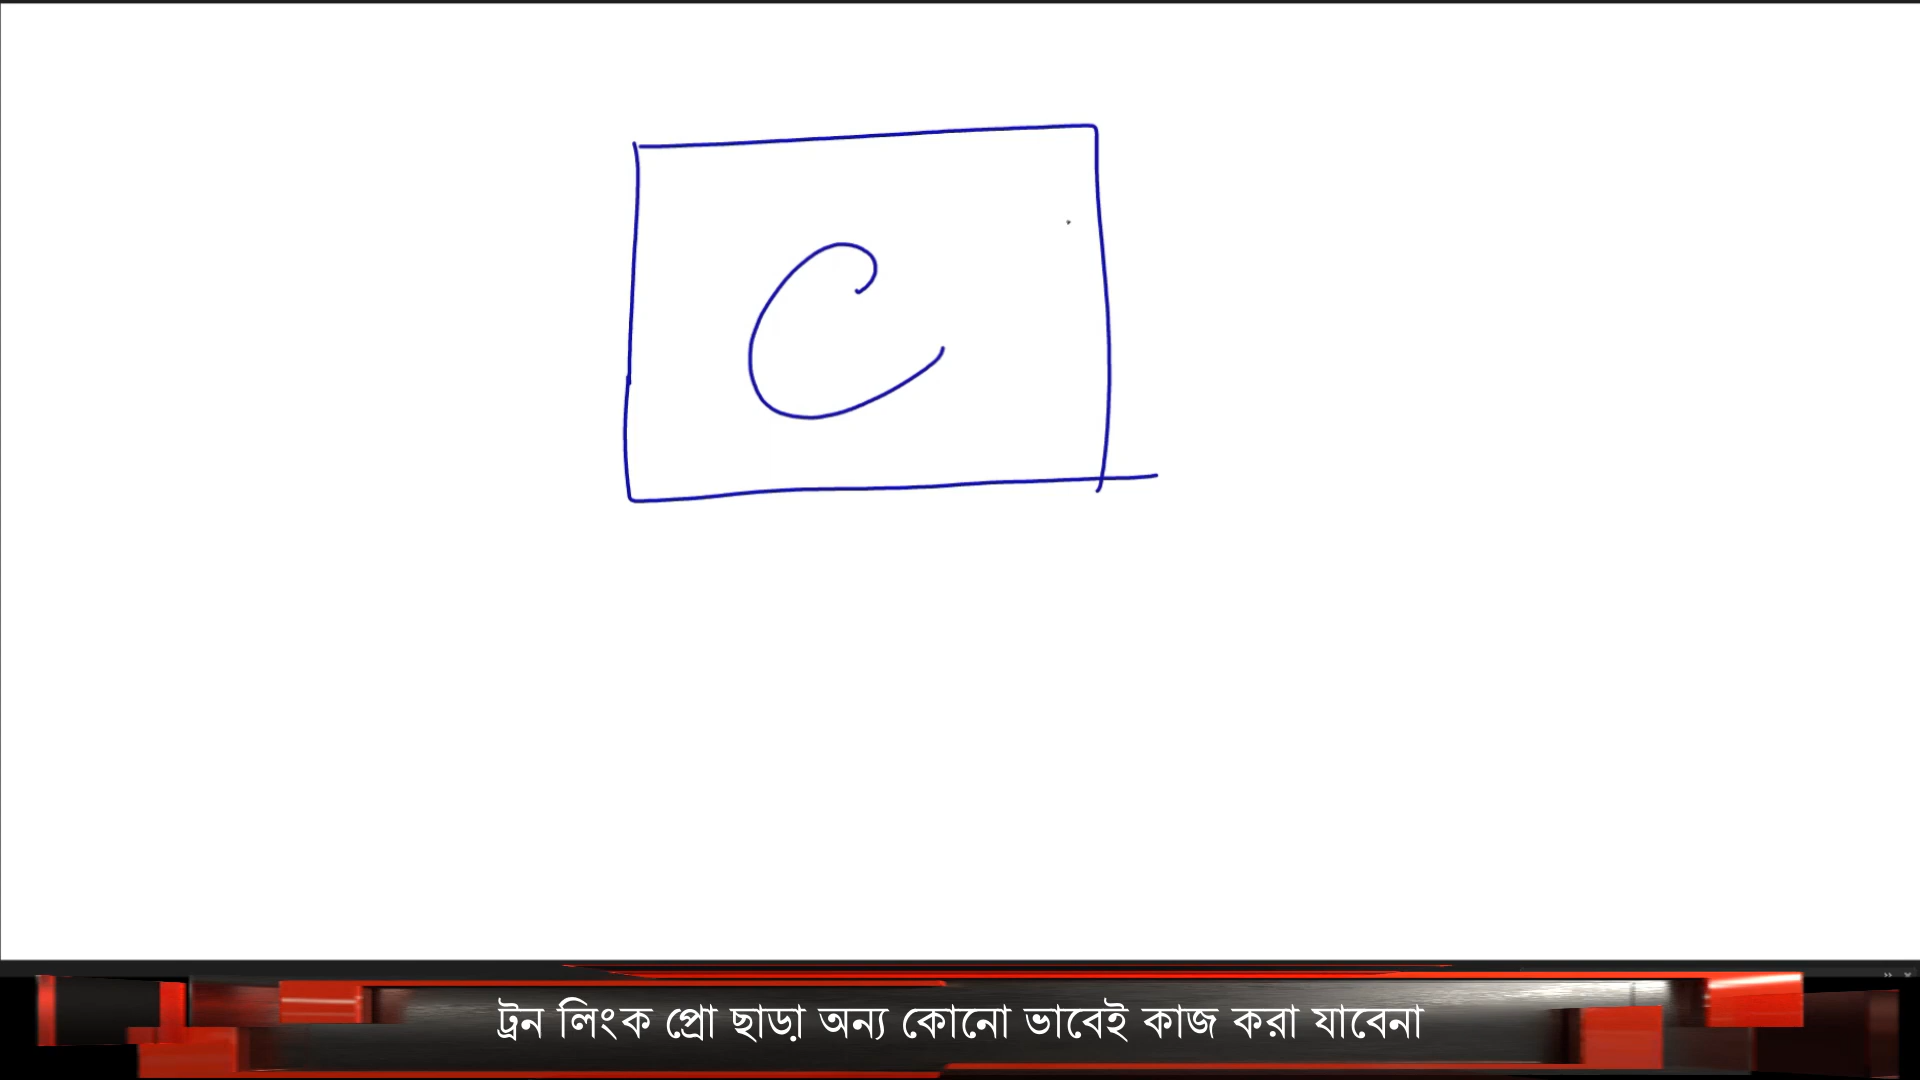 C
ট্রন লিংক প্রো ছাড়া অন্য কোনো ভাবেই কাজ করা যাবেনা